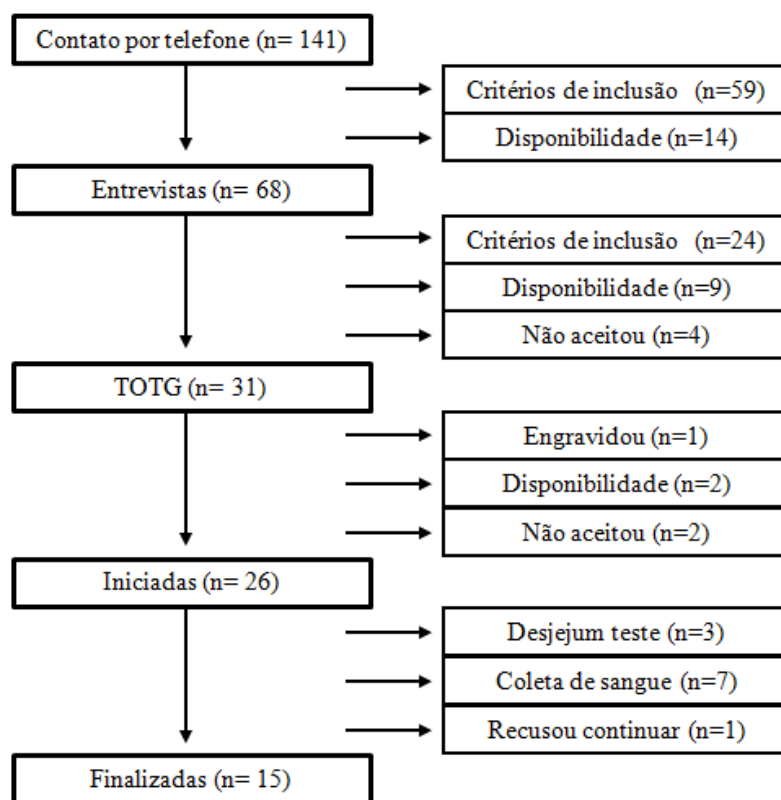 Contato por telefone (n= 141)
Critérios de inclusão (n=59)
Disponibilidade (n=14)
Entrevistas (n= 68)
Critérios de inclusão (n=24)
Disponibilidade (n=9)
Não aceitou (n=4)
TOTG (n= 31)
Engravidou (n=1)
Disponibilidade (n=2)
Não aceitou (n=2)
Iniciadas (n= 26)
Desjejum teste (n=3)
Coleta de sangue (n=7)
Recusou continuar (n=1)
Finalizadas (n= 15)